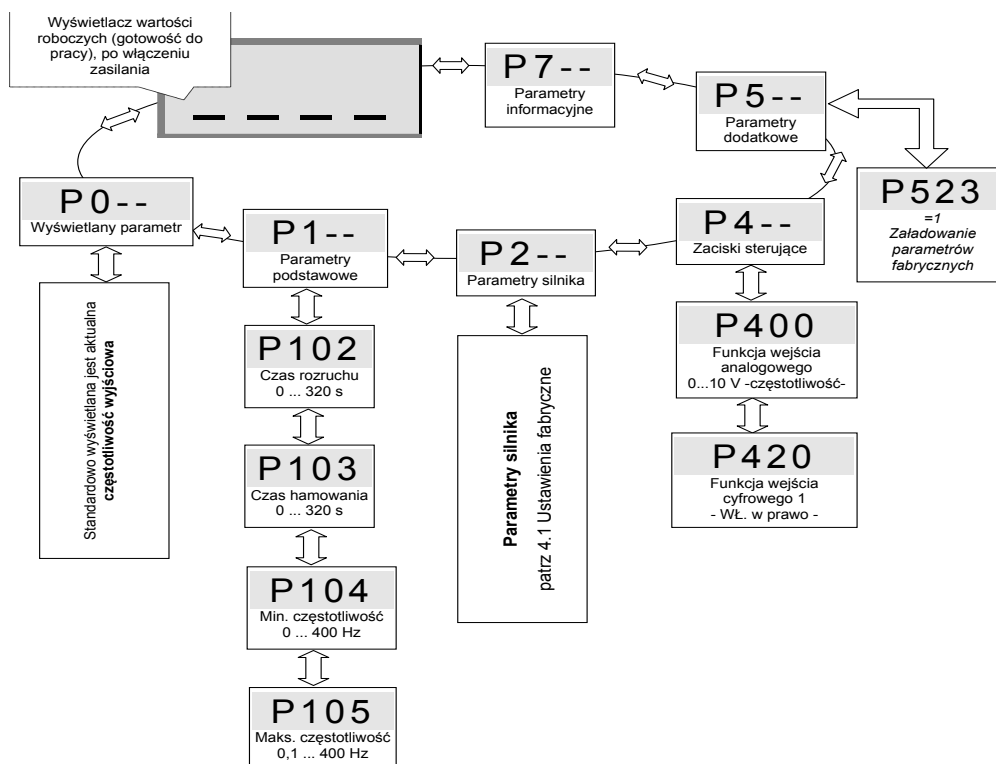 Wyświetlacz wartości
roboczych (gotowość do
pracy), po włączeniu
zasilania
_ _ _ _
P7--
Parametry
informacyjne
P5--
Parametry
dodatkowe
P523
=1
Załadowanie
parametrów
fabrycznych
P0--
Wyświetlany parametr
P1--
Parametry
podstawowe
P2--
Parametry silnika
P4--
Zaciski sterujące
Standardowo wyświetlana jest aktualna
częstotliwość wyjściowa
P102
Czas rozruchu
0 ... 320 s
P103
Czas hamowania
0 ... 320 s
P104
Min. częstotliwość
0 ... 400 Hz
P105
Maks. częstotliwość
0,1 ... 400 Hz
Parametry silnika
patrz 4.1 Ustawienia fabryczne
P400
Funkcja wejścia
analogowego
0...10 V -częstotliwość-
P420
Funkcja wejścia
cyfrowego 1
- WŁ. w prawo -